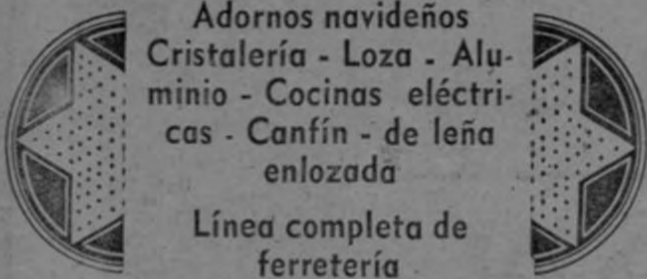 Adornos navideños
Cristalería - Loza - Alu-
minio - Cocinas eléctri-
cas - Canfín - de leña
enlozada
Línea completa de
ferretería